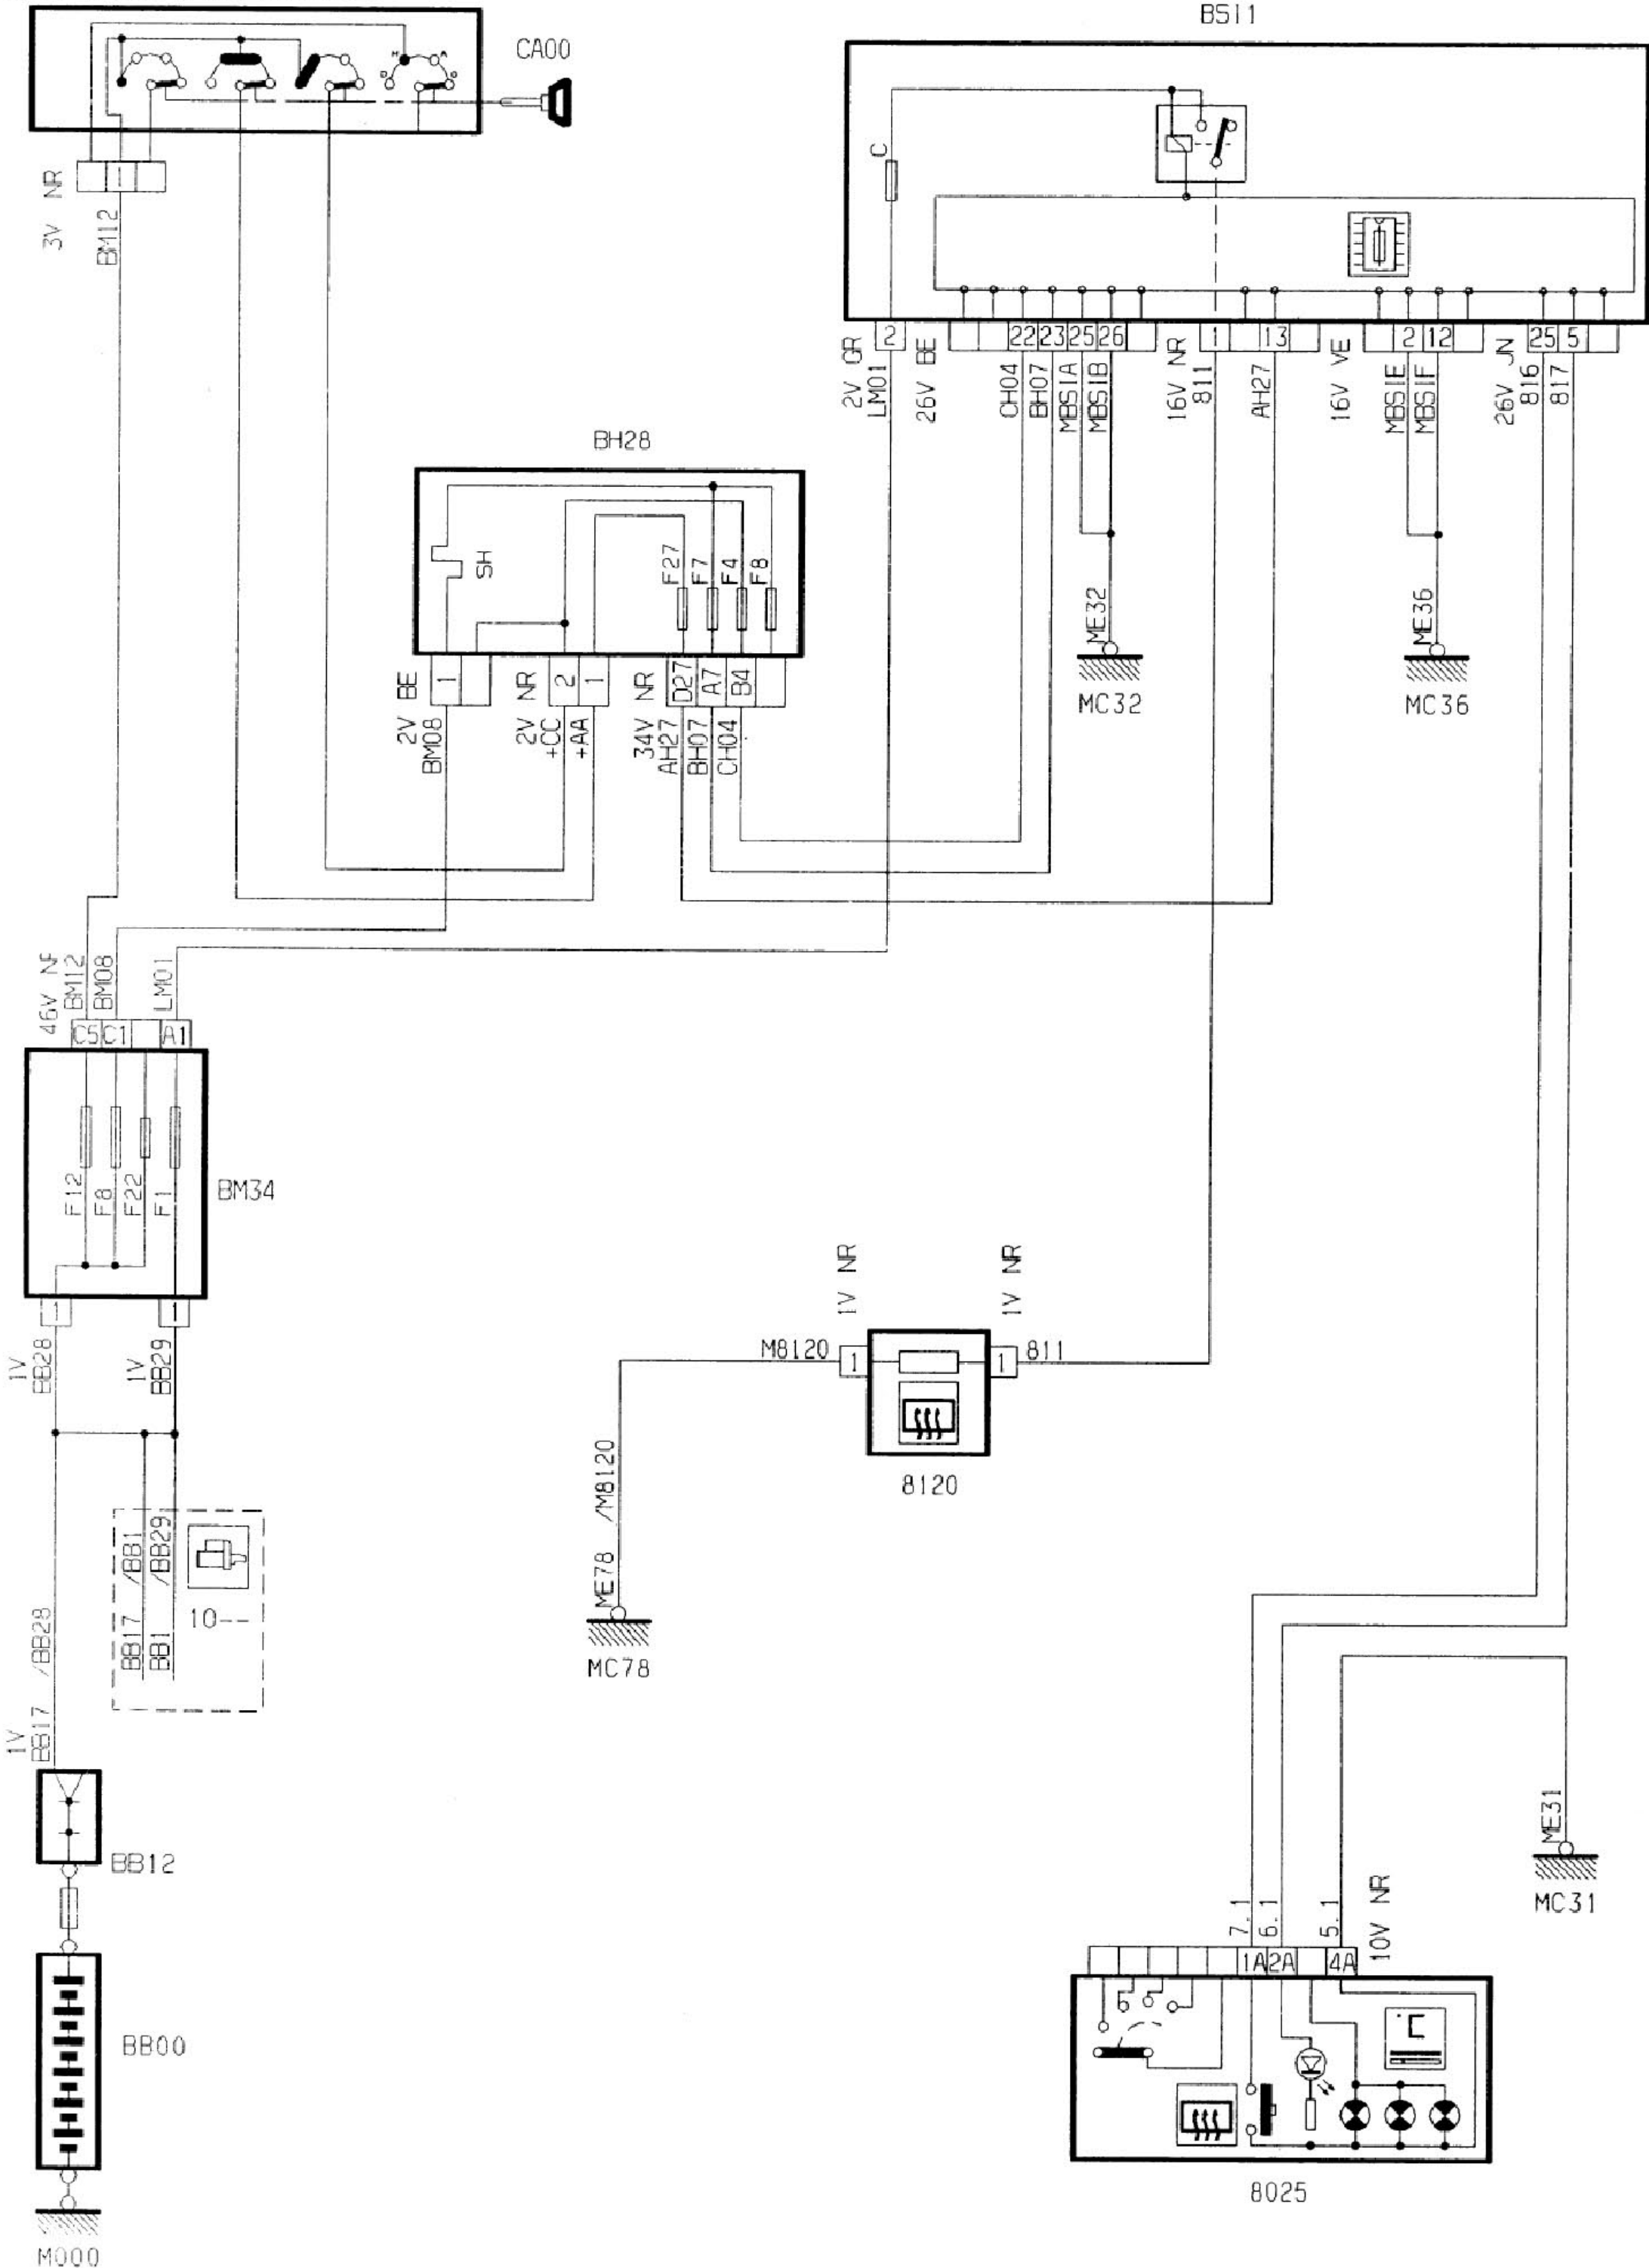 BSI1
CA00
C
3V NR
BM12
2
22
23
25
26
1
13
2
12
25
5
2V GR
LM01
26V BE
CH04
BH07
MBSIA
MBSIB
16V NR
811
AH27
16V VE
MBSIE
MBSIF
26V JN
816
817
BH28
SH
F27
F7
F4
F8
1
2
1
D27
A7
B4
2V BE
BM08
2V NR
+CC
+AA
34V NR
AH27
BH07
CH04
ME32
MC32
ME36
MC36
46V NR
BM12
BM08
LM01
C5
C1
A1
F12
F8
F22
F1
BM34
1
1
1V
BB28
1V
BB29
1V NR
1V NR
M8120
1
1
811
8120
ME78 /M8120
MC78
BB17 /BB1
BB1 /BB29
10--
1V
BB17 /BB28
BB12
BB00
M000
ME31
MC31
7.1
6.1
5.1
10V NR
1A
2A
4A
°C
8025